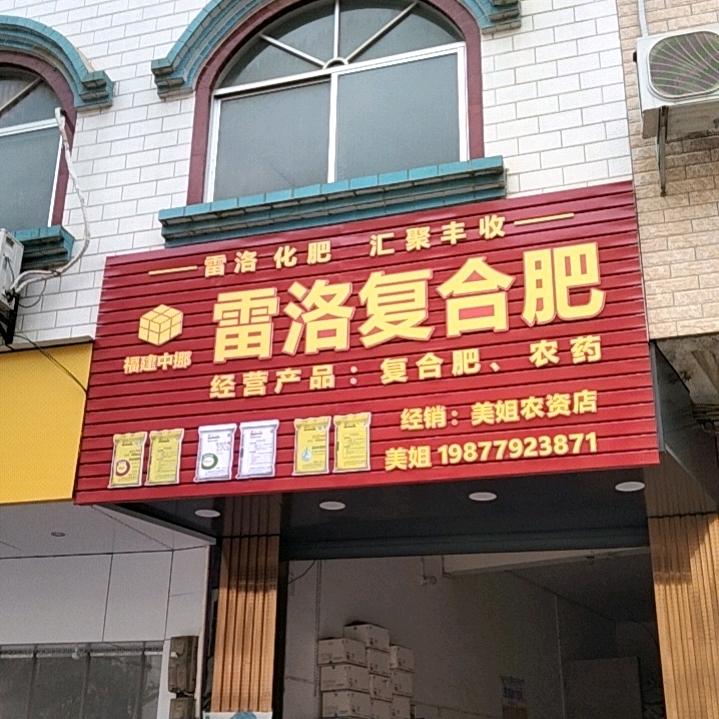 雷洛化肥 汇聚丰收
雷洛复合肥
福建中挪
经营产品：复合肥、农药
经销：美姐农资店
美姐 19877923871